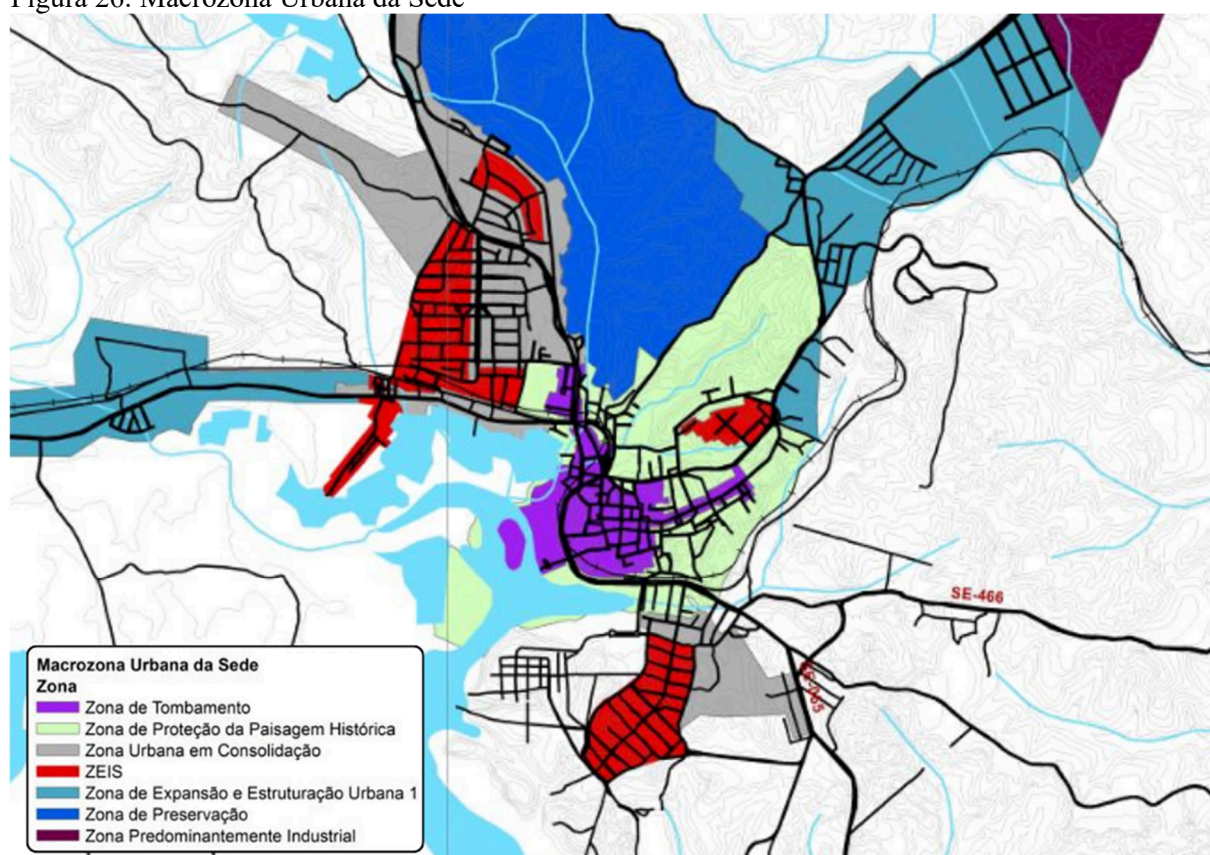 Figura 26: Macrozona Urbana da Sede
SE-466
SE-065
Macrozona Urbana da Sede
Zona
Zona de Tombamento
Zona de Proteção da Paisagem Histórica
Zona Urbana em Consolidação
ZEIS
Zona de Expansão e Estruturação Urbana 1
Zona de Preservação
Zona Predominantemente Industrial